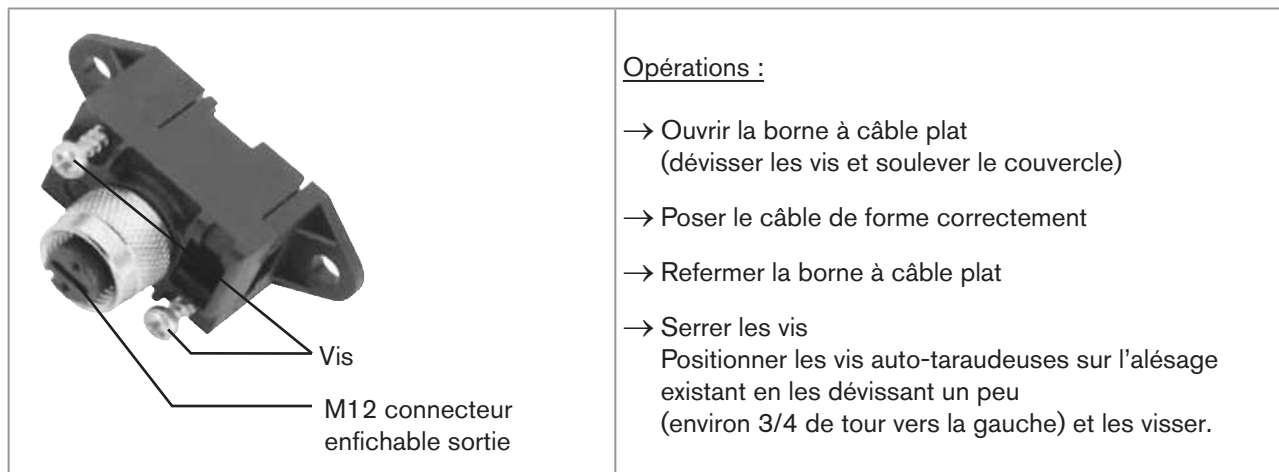 Vis
M12 connecteur
enfichable sortie
Opérations :
→ Ouvrir la borne à câble plat
(dévisser les vis et soulever le couvercle)
→ Poser le câble de forme correctement
→ Refermer la borne à câble plat
→ Serrer les vis
Positionner les vis auto-taraudeuses sur l’alésage
existant en les dévissant un peu
(environ 3/4 de tour vers la gauche) et les visser.